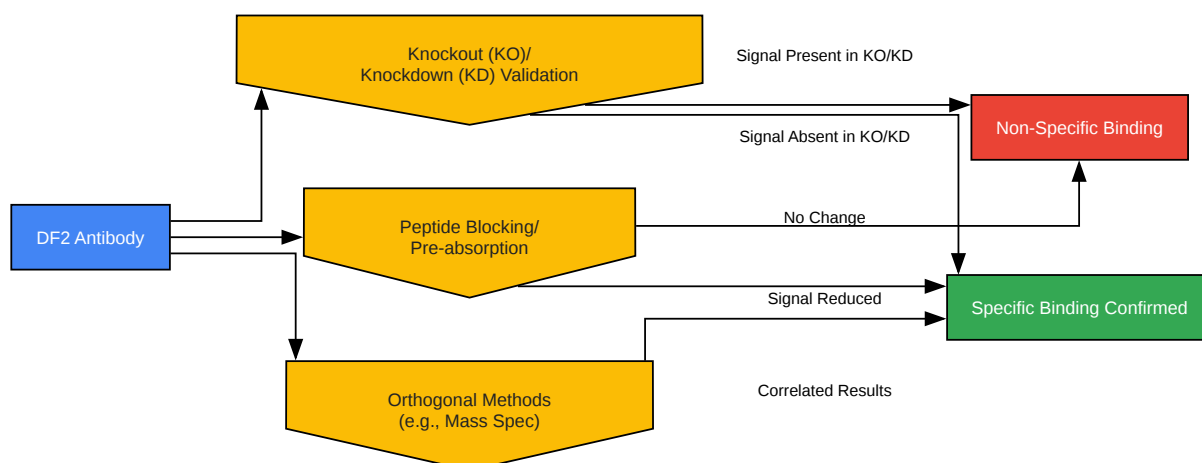 Knockout (KO)/
Knockdown (KD) Validation
Signal Present in KO/KD
Non-Specific Binding
Signal Absent in KO/KD
DF2 Antibody
Peptide Blocking/
Pre-absorption
No Change
Signal Reduced
Specific Binding Confirmed
Orthogonal Methods
(e.g., Mass Spec)
Correlated Results